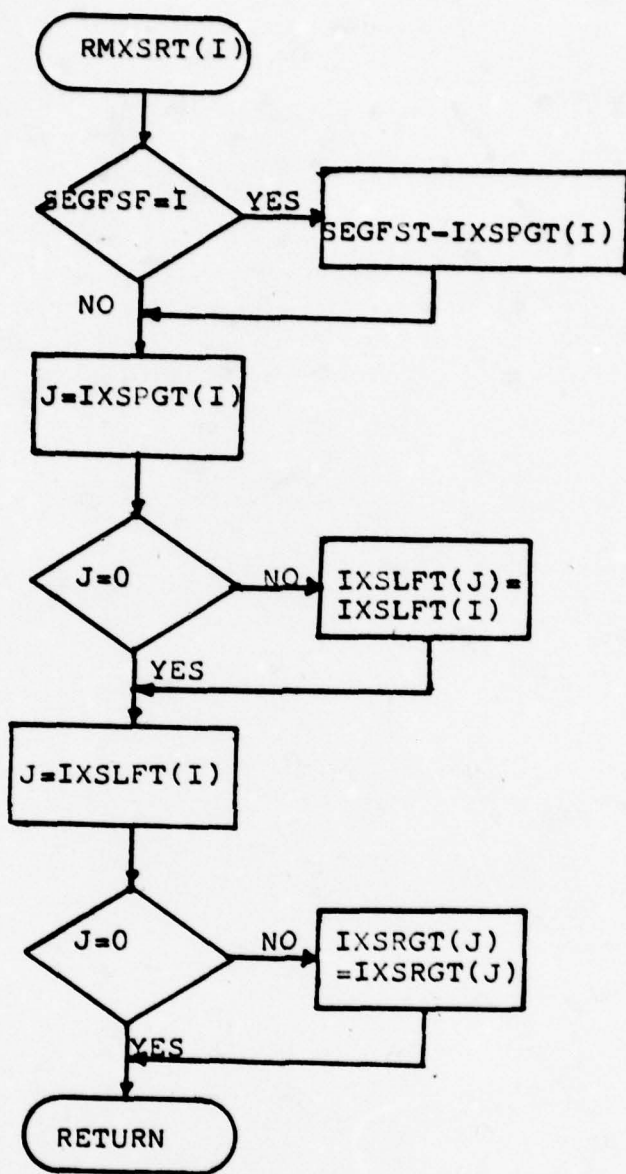 RMXSRT(I)
SEGFSF=I
YES
SEGFST-IXSPGT(I)
NO
J=IXSPGT(I)
J=0
NO
IXSLFT(J)=
IXSLFT(I)
YES
J=IXSLFT(I)
J=0
NO
IXSRGT(J)
=IXSRGT(J)
YES
RETURN